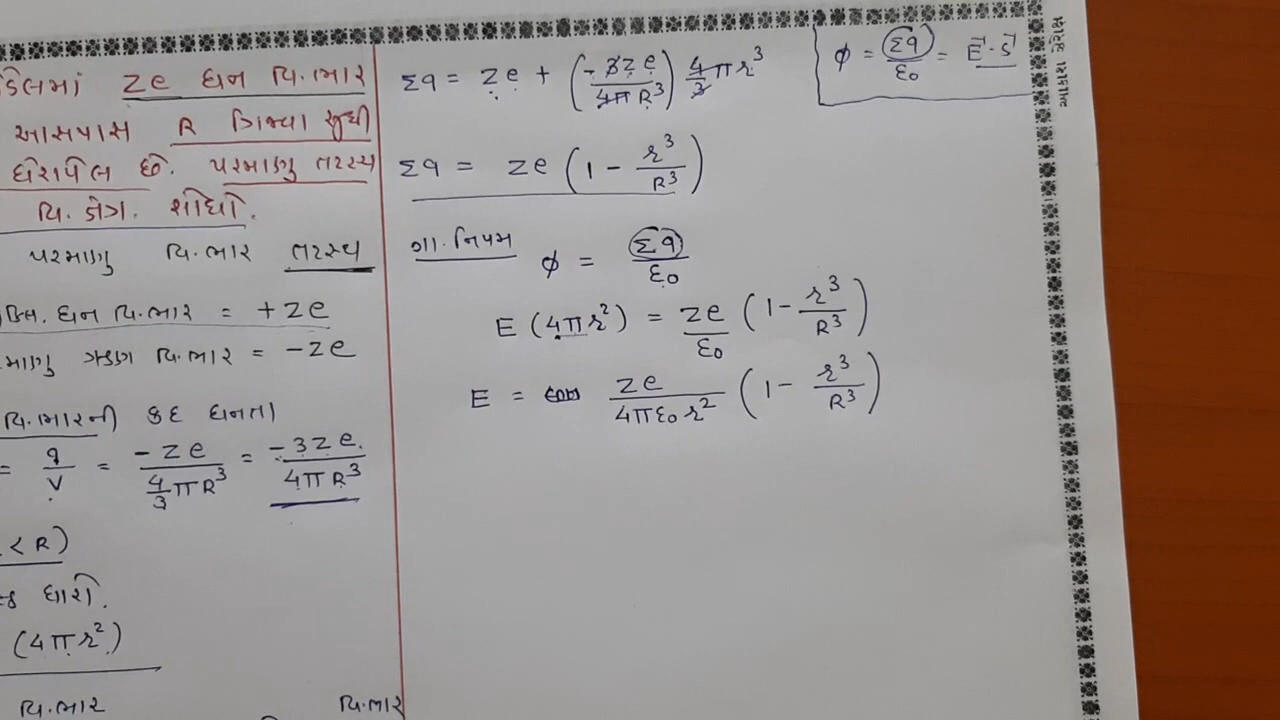 ડેલમાં ze ધન વિ.ભાર
આસપાસ R ત્રિજ્યા સુધી
ઘેરાયેલ છે. પરમાણુ તટસ્થ
વિ. ક્ષેત્ર. શોધો.
પરમાણુ વિ.ભાર તટસ્થ
ધન વિ.ભાર = +ze
માણુ ઋણ વિ.ભાર = -ze
વિ.ભારની કદ ઘનતા
= q/V = -ze/(4/3 πR³) = -3ze/(4πR³)
< R)
ધારો.
(4πr²)
વિ.ભાર વિ.ભાર
Σq = ze + (-3ze/(4πR³)) 4/3 πr³
Σq = ze (1 - r³/R³)
ગા. નિયમ φ = Σq/ε₀
E (4πr²) = ze/ε₀ (1 - r³/R³)
E = ze/(4πε₀r²) (1 - r³/R³)
φ = Σq/ε₀ = E⃗·S⃗